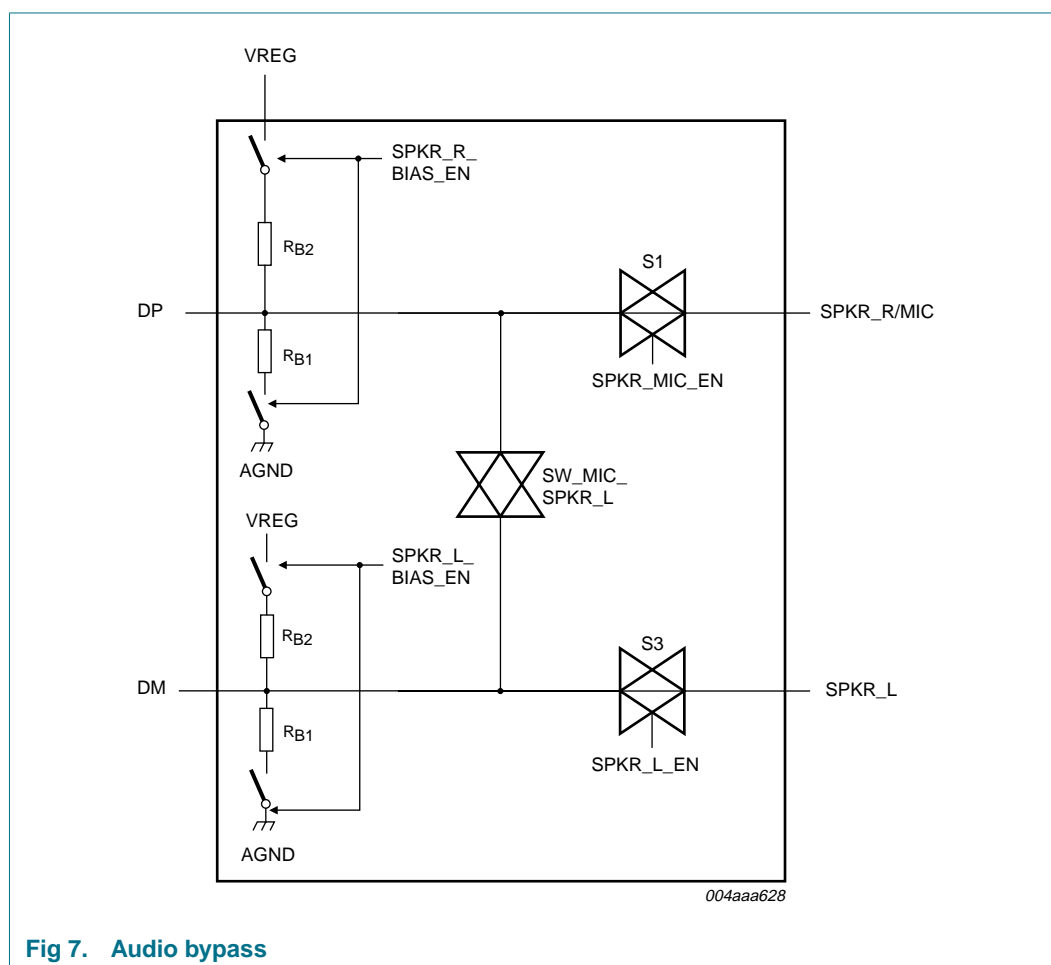 VREG
SPKR_R_
BIAS_EN
RB2
S1
DP
SPKR_R/MIC
RB1
SPKR_MIC_EN
AGND
SW_MIC_
SPKR_L
VREG
SPKR_L_
BIAS_EN
RB2
S3
DM
SPKR_L
RB1
SPKR_L_EN
AGND
004aaa628
Fig 7. Audio bypass